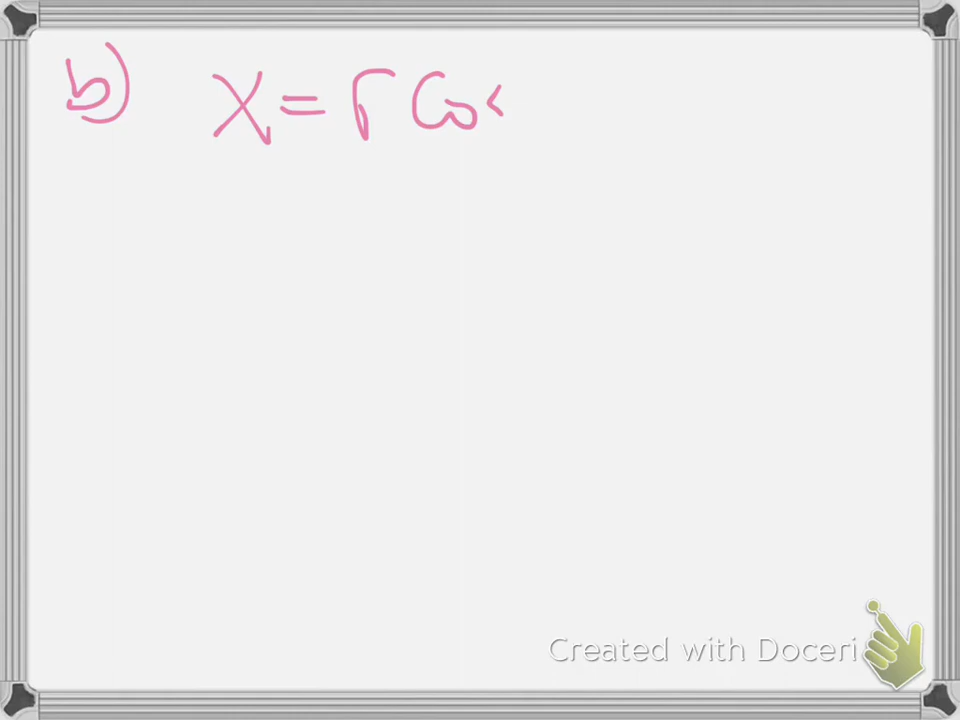 b) X = r Cos
Created with Doceri